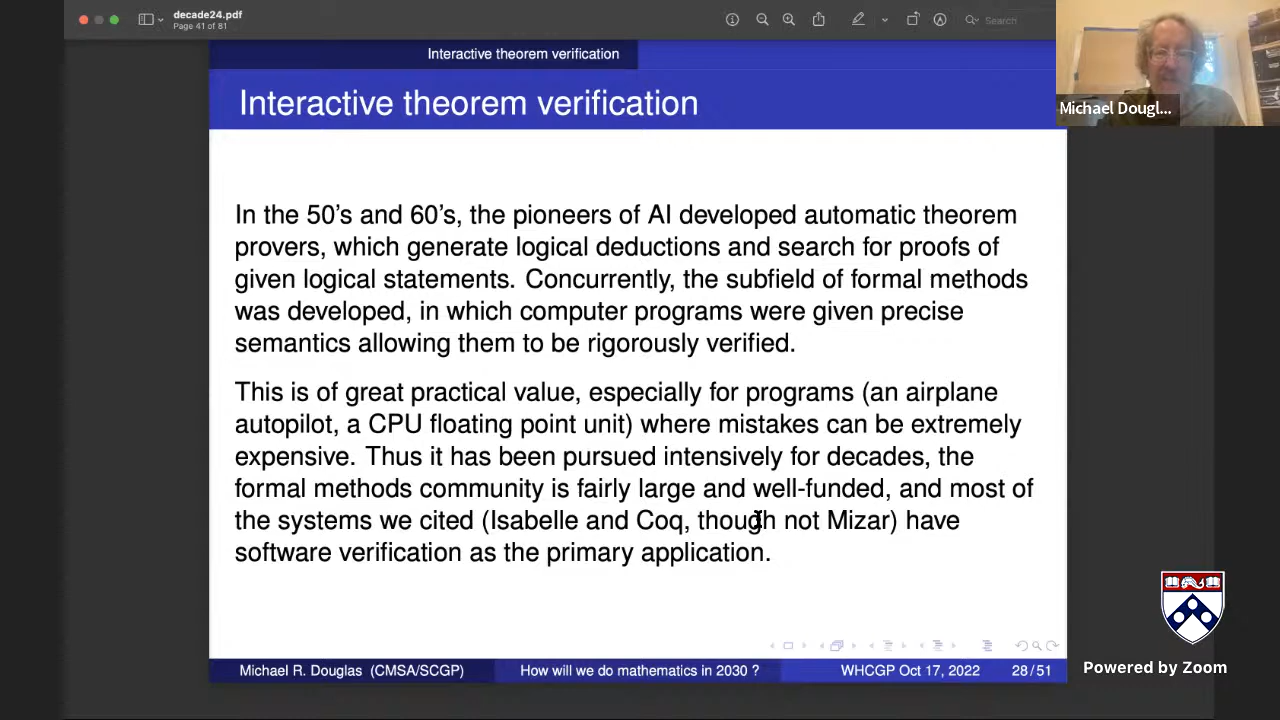 decade24.pdf
Page 41 of 81
Search
Michael Dougl...
Interactive theorem verification
Interactive theorem verification
In the 50's and 60's, the pioneers of AI developed automatic theorem
provers, which generate logical deductions and search for proofs of
given logical statements. Concurrently, the subfield of formal methods
was developed, in which computer programs were given precise
semantics allowing them to be rigorously verified.
This is of great practical value, especially for programs (an airplane
autopilot, a CPU floating point unit) where mistakes can be extremely
expensive. Thus it has been pursued intensively for decades, the
formal methods community is fairly large and well-funded, and most of
the systems we cited (Isabelle and Coq, though not Mizar) have
software verification as the primary application.
Michael R. Douglas (CMSA/SCGP) How will we do mathematics in 2030 ? WHCGP Oct 17, 2022 28/51
Powered by Zoom